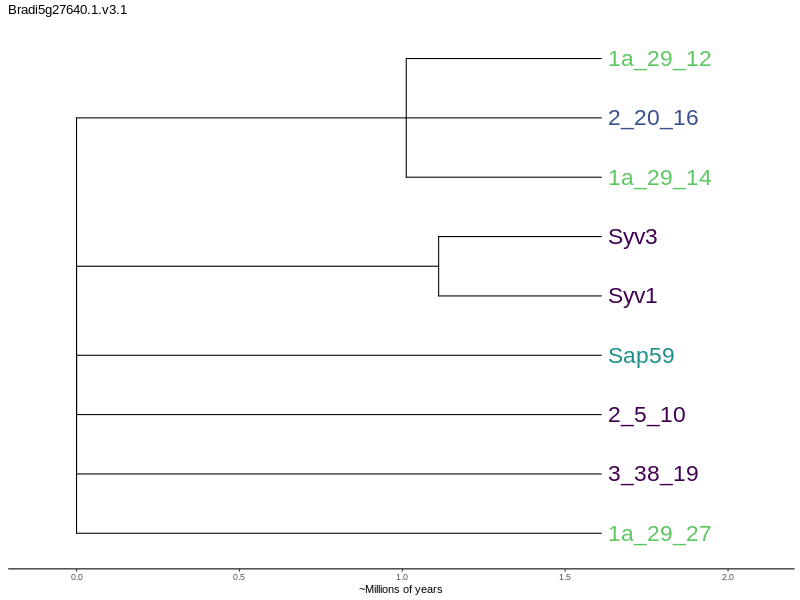 Bradi5g27640.1.v3.1
1a_29_12
2_20_16
1a_29_14
Syv3
Syv1
Sap59
2_5_10
3_38_19
1a_29_27
0.0 0.5 1.0 1.5 2.0
~Millions of years